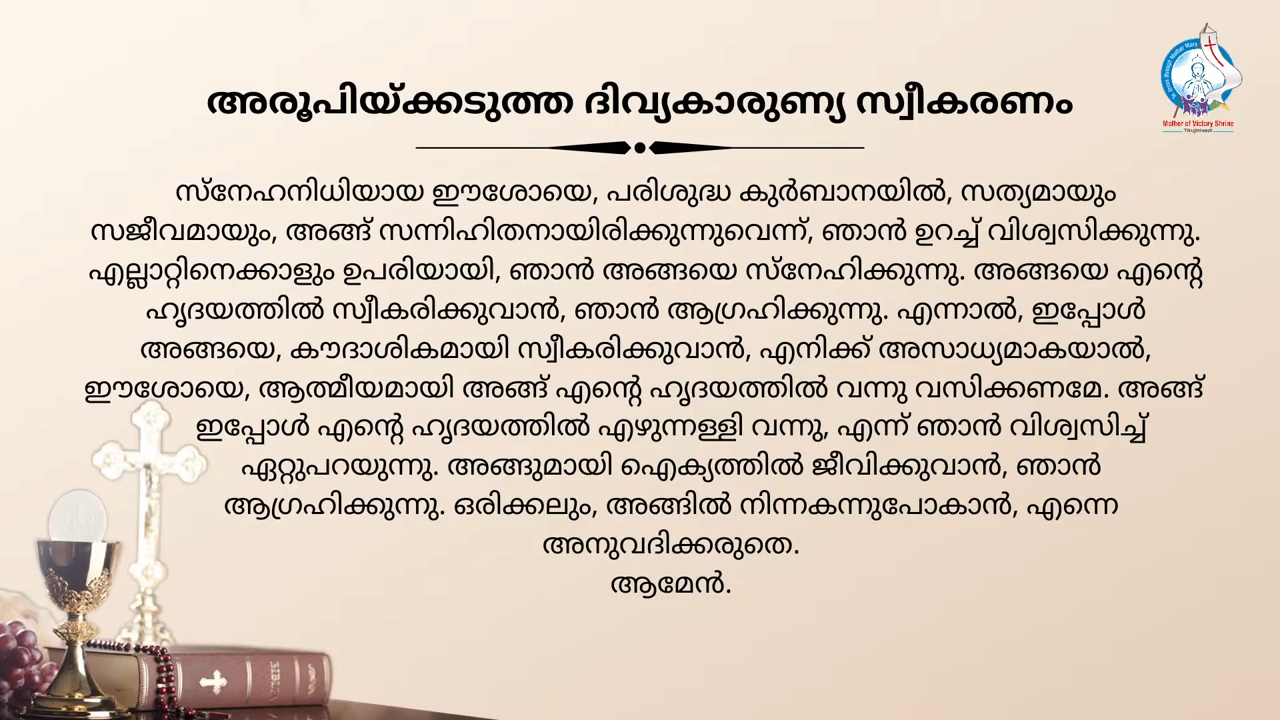 അരൂപിയ്ക്കടുത്ത ദിവ്യകാരുണ്യ സ്വീകരണം
സ്നേഹനിധിയായ ഈശോയെ, പരിശുദ്ധ കുർബാനയിൽ, സത്യമായും
സജീവമായും, അങ്ങ് സന്നിഹിതനായിരിക്കുന്നുവെന്ന്, ഞാൻ ഉറച്ച് വിശ്വസിക്കുന്നു.
എല്ലാറ്റിനെക്കാളും ഉപരിയായി, ഞാൻ അങ്ങയെ സ്നേഹിക്കുന്നു. അങ്ങയെ എന്റെ
ഹൃദയത്തിൽ സ്വീകരിക്കുവാൻ, ഞാൻ ആഗ്രഹിക്കുന്നു. എന്നാൽ, ഇപ്പോൾ
അങ്ങയെ, കൗദാശികമായി സ്വീകരിക്കുവാൻ, എനിക്ക് അസാധ്യമാകയാൽ,
ഈശോയെ, ആത്മീയമായി അങ്ങ് എന്റെ ഹൃദയത്തിൽ വന്നു വസിക്കണമേ. അങ്ങ്
ഇപ്പോൾ എന്റെ ഹൃദയത്തിൽ എഴുന്നള്ളി വന്നു, എന്ന് ഞാൻ വിശ്വസിച്ച്
ഏറ്റുപറയുന്നു. അങ്ങുമായി ഐക്യത്തിൽ ജീവിക്കുവാൻ, ഞാൻ
ആഗ്രഹിക്കുന്നു. ഒരിക്കലും, അങ്ങിൽ നിന്നകന്നുപോകാൻ, എന്നെ
അനുവദിക്കരുതെ.
ആമേൻ.
Mother of Victory Shrine